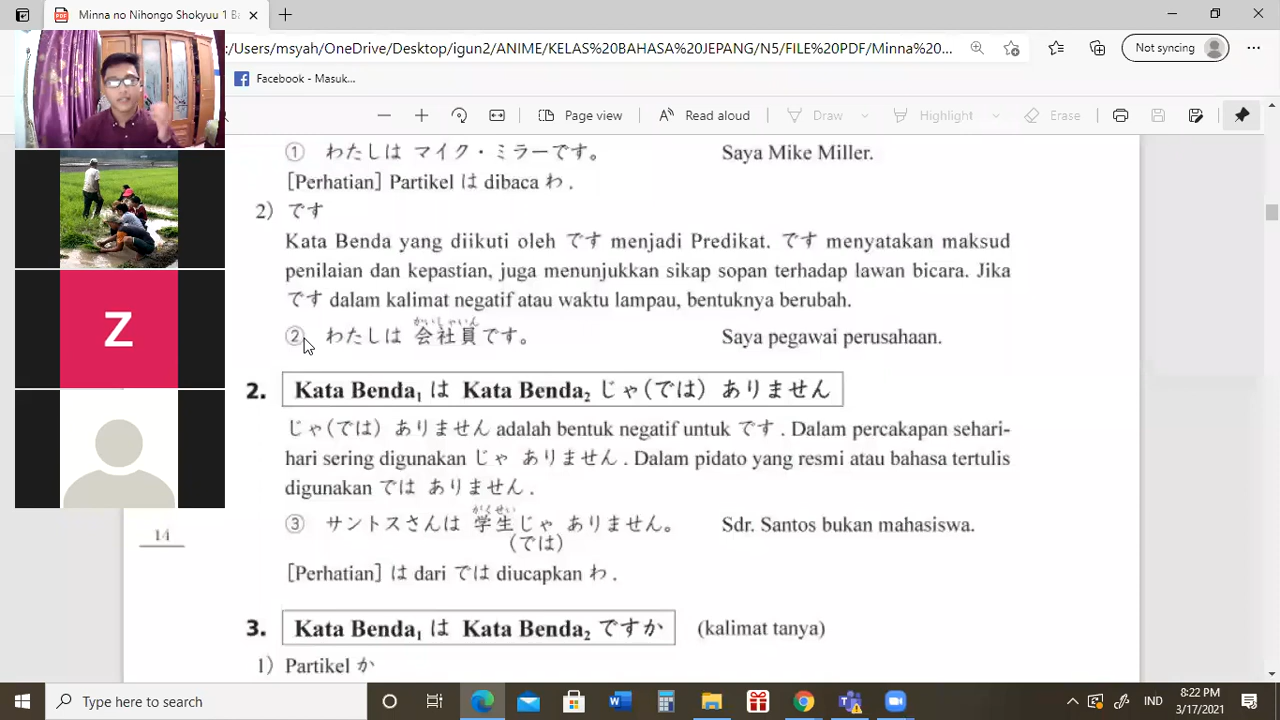 Minna no Nihongo Shokyu 1 Ba
:/Users/msyah/OneDrive/Desktop/igun2/ANIME/KELAS%20BAHASA%20JEPANG/N5/FILE%20PDF/Minna%20...
Not syncing
Facebook - Masuk...
Page view
Read aloud
Draw
Highlight
Erase
① わたしは マイク・ミラーです。 Saya Mike Miller.
[Perhatian] Partikel は dibaca わ .
2) です
Kata Benda yang diikuti oleh です menjadi Predikat. です menyatakan maksud
penilaian dan kepastian, juga menunjukkan sikap sopan terhadap lawan bicara. Jika
です dalam kalimat negatif atau waktu lampau, bentuknya berubah.
かいしゃいん
② わたしは 会社員です。 Saya pegawai perusahaan.
2. Kata Benda₁ は Kata Benda₂ じゃ(では) ありません
じゃ(では) ありません adalah bentuk negatif untuk です . Dalam percakapan sehari-
hari sering digunakan じゃ ありません . Dalam pidato yang resmi atau bahasa tertulis
digunakan では ありません .
がくせい
③ サントスさんは 学生じゃ ありません。 Sdr. Santos bukan mahasiswa.
(では)
14
[Perhatian] は dari では diucapkan わ .
3. Kata Benda₁ は Kata Benda₂ ですか (kalimat tanya)
1) Partikel か
Z
Type here to search
IND
8:22 PM
3/17/2021